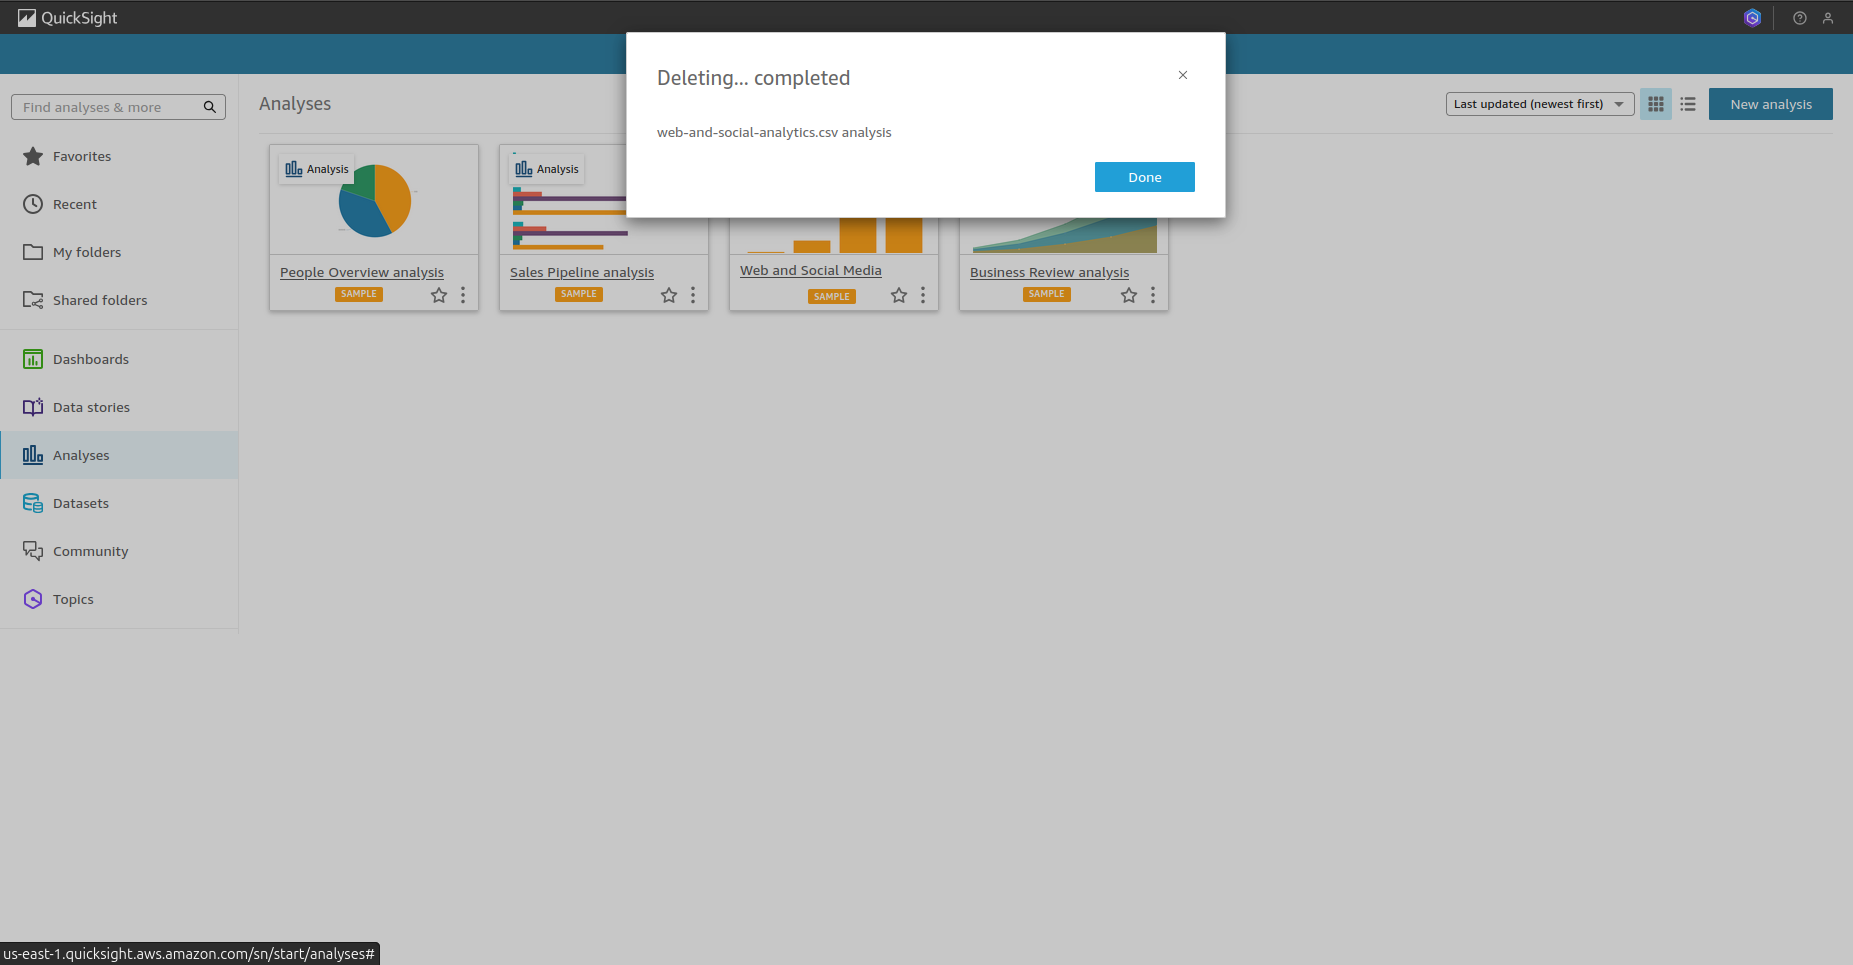 QuickSight
Deleting... completed
web-and-social-analytics.csv analysis
Done
Find analyses & more
Favorites
Recent
My folders
Shared folders
Dashboards
Data stories
Analyses
Datasets
Community
Topics
Analyses
Last updated (newest first)
New analysis
Analysis
People Overview analysis
SAMPLE
Analysis
Sales Pipeline analysis
SAMPLE
Web and Social Media
SAMPLE
Business Review analysis
SAMPLE
us-east-1.quicksight.aws.amazon.com/sn/start/analyses#